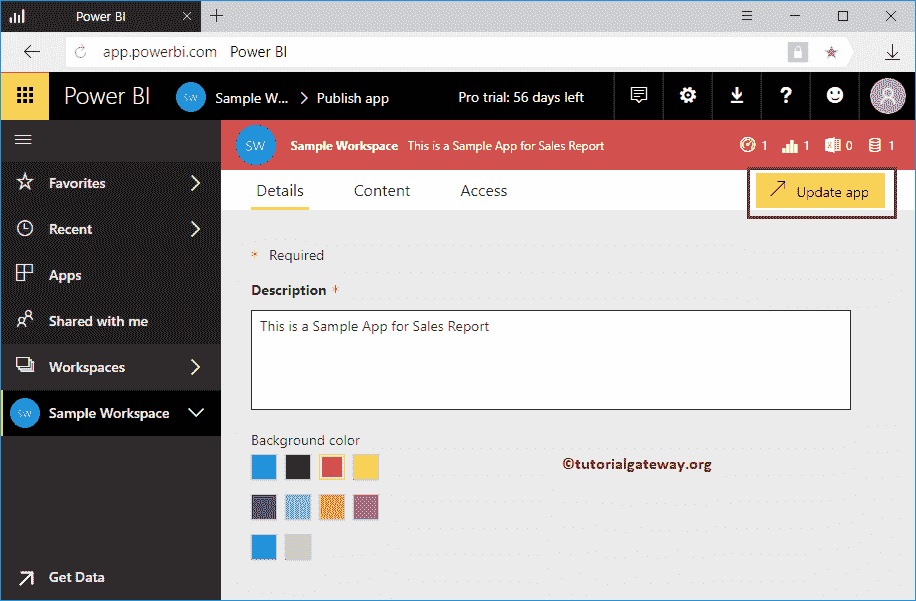 Power BI
app.powerbi.com Power BI
Power BI SW Sample W... Publish app Pro trial: 56 days left ?
SW Sample Workspace This is a Sample App for Sales Report 1 1 0 1
Favorites
Recent
Apps
Shared with me
Workspaces
SW Sample Workspace
Get Data
Details Content Access Update app
* Required
Description *
This is a Sample App for Sales Report
Background color
©tutorialgateway.org